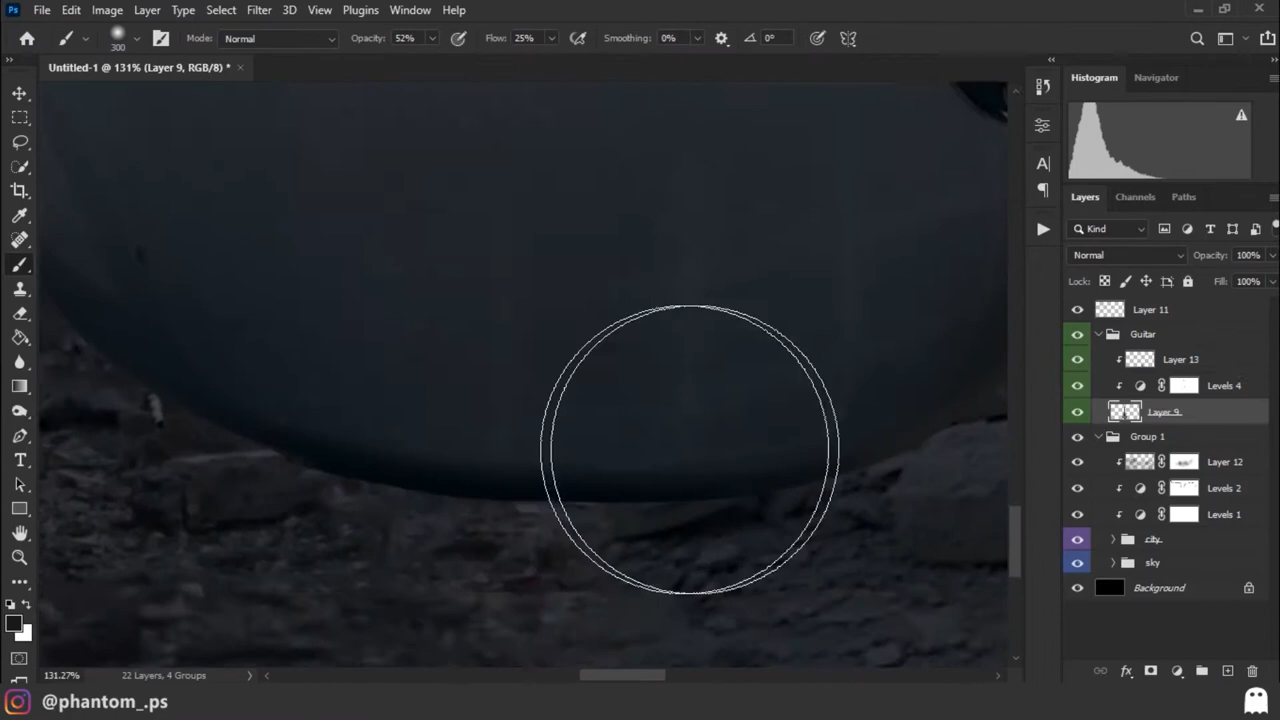 Ps File Edit Image Layer Type Select Filter 3D View Plugins Window Help
300 Mode: Normal Opacity: 52% Flow: 25% Smoothing: 0% 0°
Untitled-1 @ 131% (Layer 9, RGB/8) * ×
Histogram Navigator
Layers Channels Paths
Kind
Normal Opacity: 100%
Lock: Fill: 100%
Layer 11
Guitar
Layer 13
Levels 4
Layer 9
Group 1
Layer 12
Levels 2
Levels 1
city
sky
Background
131.27% 22 Layers, 4 Groups
@phantom_.ps